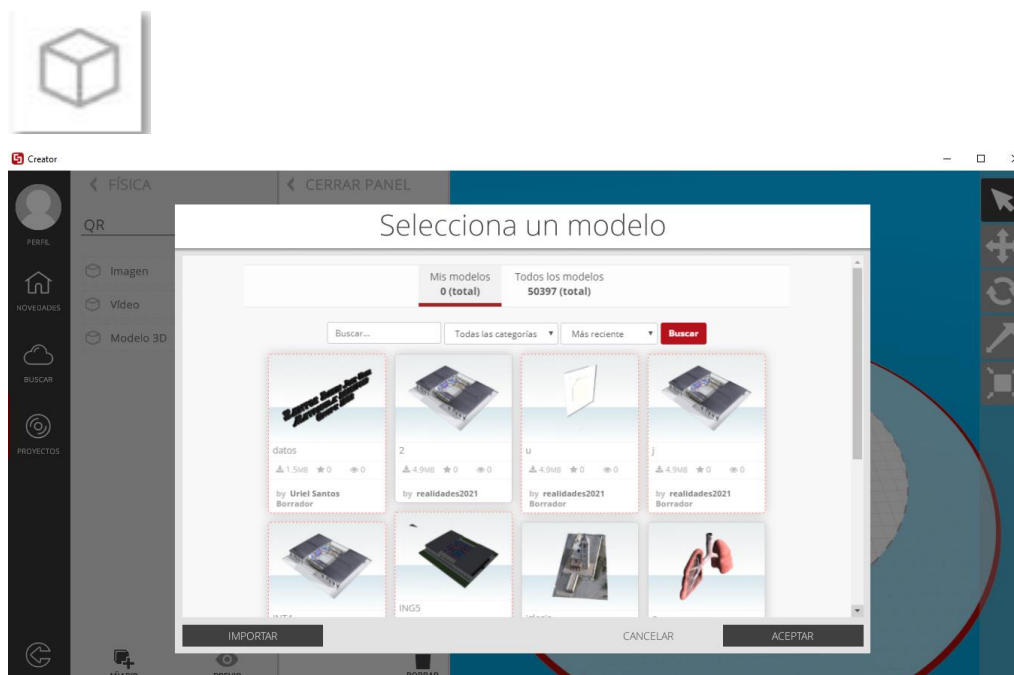 Creator
FÍSICA
CERRAR PANEL
QR
PERFIL
NOVEDADES
BUSCAR
PROYECTOS
Imagen
Vídeo
Modelo 3D
Selecciona un modelo
Mis modelos
0 (total)
Todos los modelos
50397 (total)
Buscar...
Todas las categorías
Más reciente
Buscar
datos
1.5MB 0 0
by Uriel Santos
Borrador
2
4.9MB 0 0
by realidades2021
u
4.9MB 0 0
by realidades2021
Borrador
j
4.9MB 0 0
by realidades2021
Borrador
ING5
IMPORTAR
CANCELAR
ACEPTAR